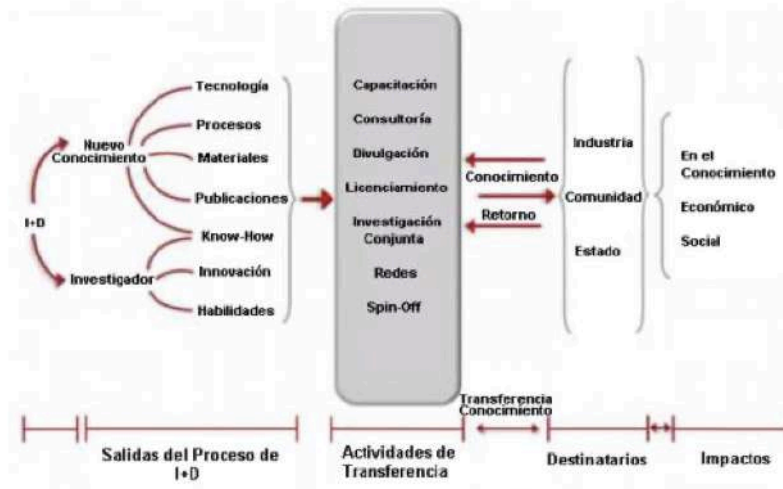 I+D
Nuevo
Conocimiento
Investigador
Tecnología
Procesos
Materiales
Publicaciones
Know-How
Innovación
Habilidades
Capacitación
Consultoría
Divulgación
Licenciamiento
Investigación
Conjunta
Redes
Spin-Off
Conocimiento
Retorno
Industria
Comunidad
Estado
En el
Conocimiento
Económico
Social
Salidas del Proceso de
I+D
Actividades de
Transferencia
Transferencia
Conocimiento
Destinatarios
Impactos